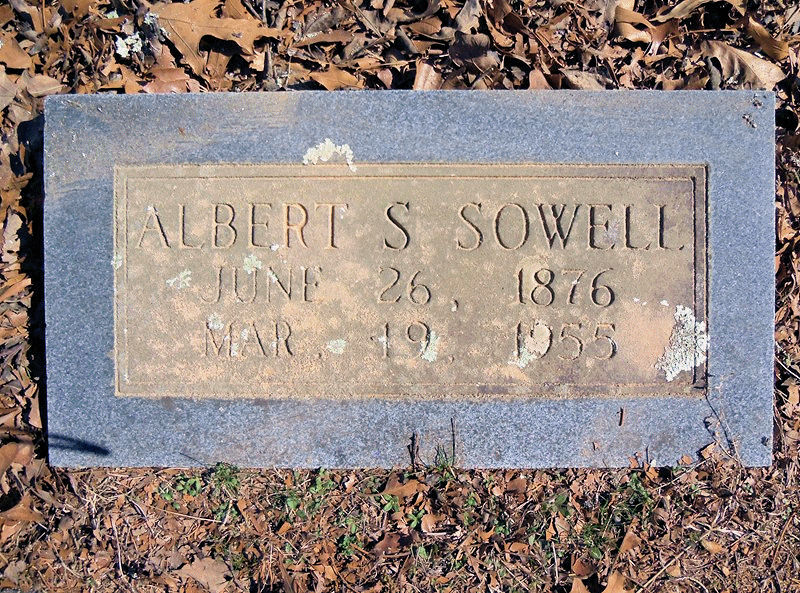 ALBERT S. SOWELL
JUNE 26, 1876
MAR. 19, 1955